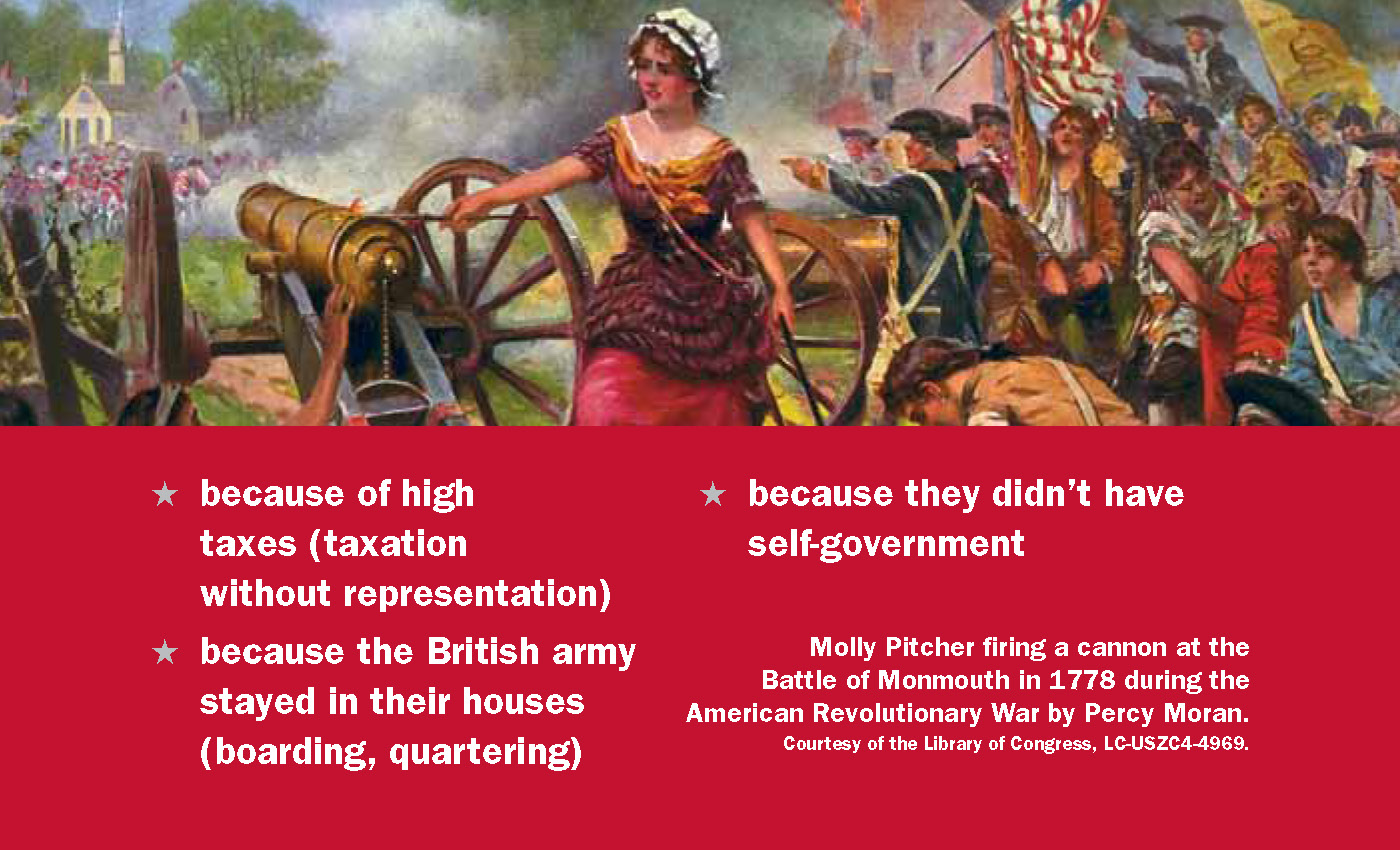 ★ because of high
taxes (taxation
without representation)
★ because the British army
stayed in their houses
(boarding, quartering)
★ because they didn’t have
self-government
Molly Pitcher firing a cannon at the
Battle of Monmouth in 1778 during the
American Revolutionary War by Percy Moran.
Courtesy of the Library of Congress, LC-USZC4-4969.